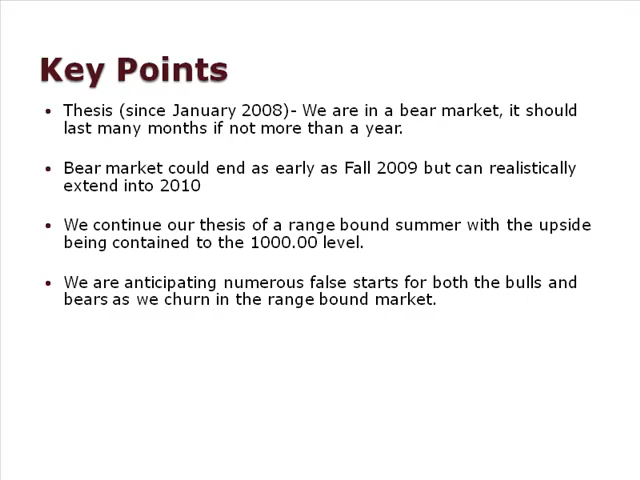 Key Points
• Thesis (since January 2008)- We are in a bear market, it should
last many months if not more than a year.
• Bear market could end as early as Fall 2009 but can realistically
extend into 2010
• We continue our thesis of a range bound summer with the upside
being contained to the 1000.00 level.
• We are anticipating numerous false starts for both the bulls and
bears as we churn in the range bound market.